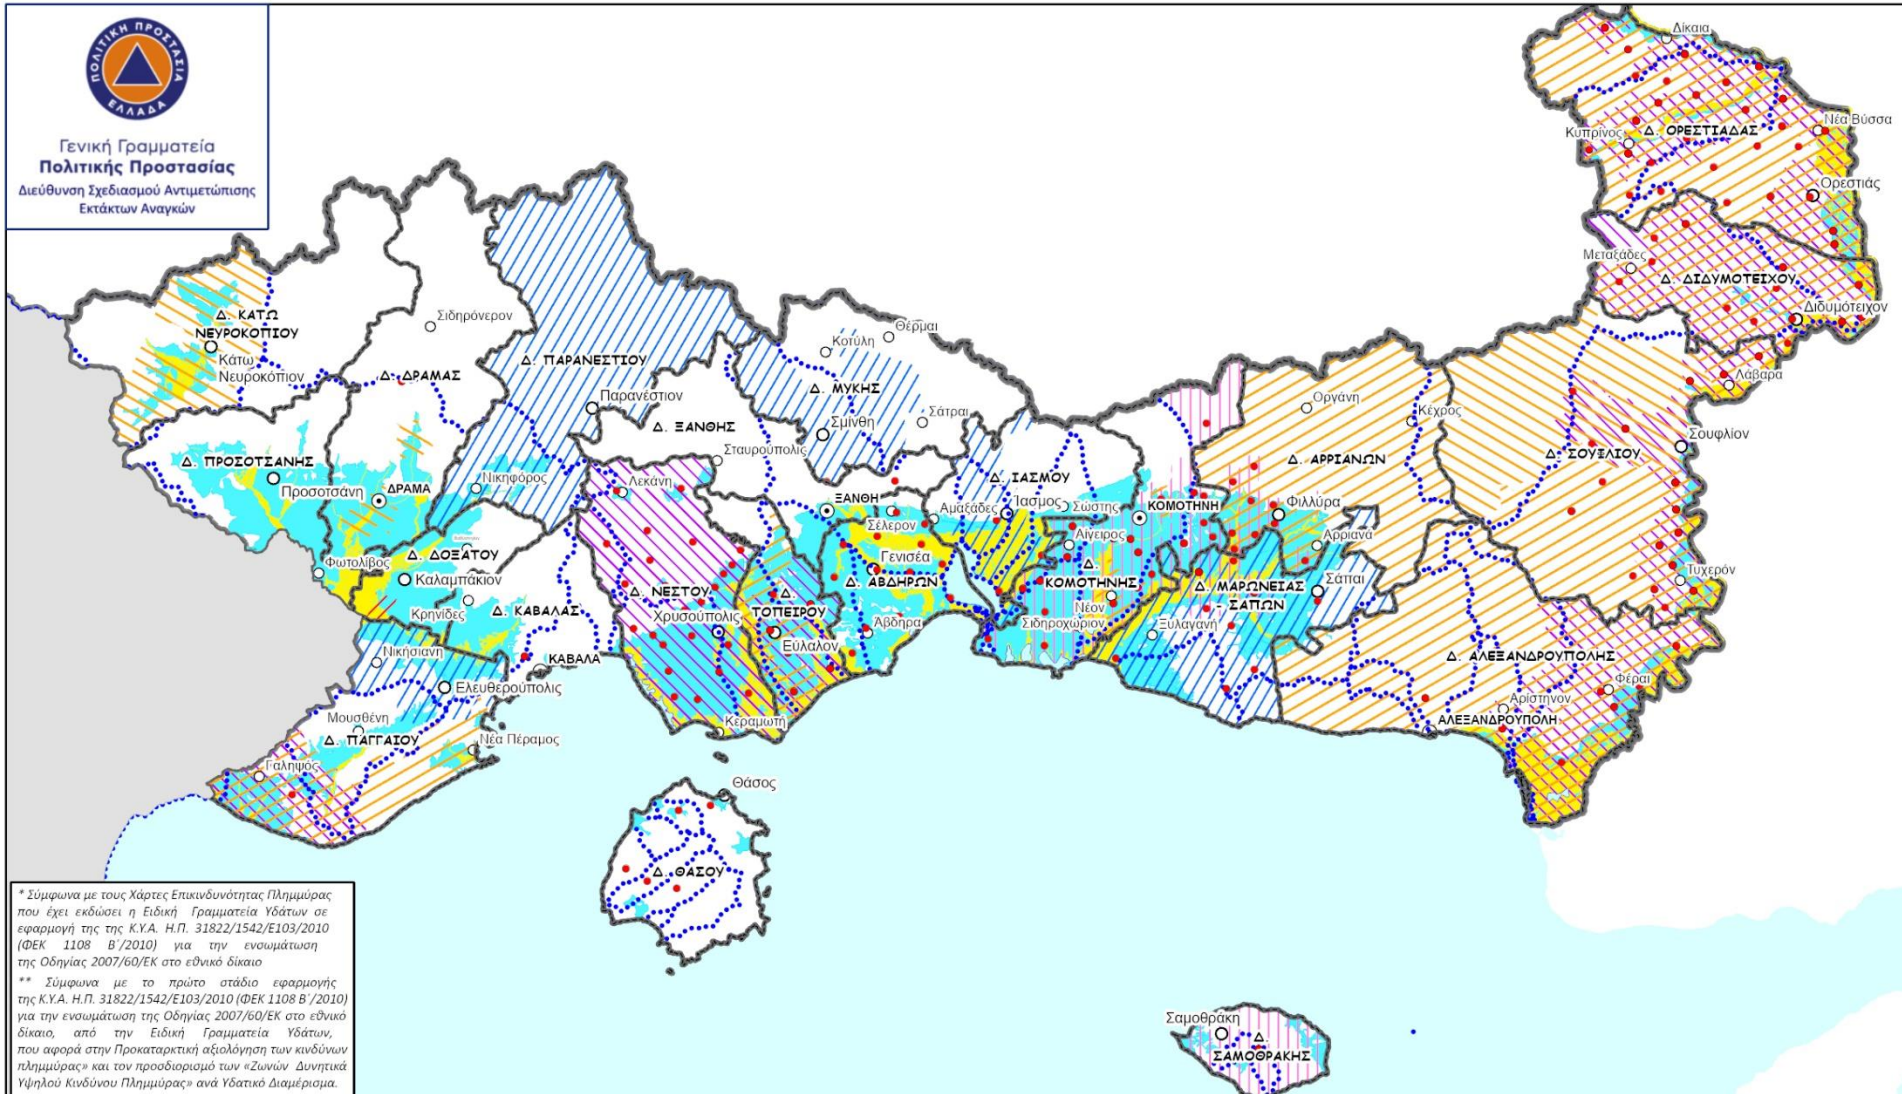 ΠΟΛΙΤΙΚΗ ΠΡΟΣΤΑΣΙΑ
ΕΛΛΑΔΑ
Γενική Γραμματεία
Πολιτικής Προστασίας
Διεύθυνση Σχεδιασμού Αντιμετώπισης
Εκτάκτων Αναγκών
Δίκαια
Νέα Βύσσα
Κυπρίνος
Δ. ΟΡΕΣΤΙΑΔΑΣ
Ορεστιάς
Μεταξάδες
Δ. ΔΙΔΥΜΟΤΕΙΧΟΥ
Διδυμότειχον
Λάβαρα
Δ. ΚΑΤΩ
ΝΕΥΡΟΚΟΠΙΟΥ
Κάτω
Νευροκόπιον
Σιδηρόνερον
Δ. ΔΡΑΜΑΣ
Δ. ΠΑΡΑΝΕΣΤΙΟΥ
Παρανέστιον
Θέρμαι
Κοτύλη
Δ. ΜΥΚΗΣ
Σμίνθη
Σάτραι
Δ. ΞΑΝΘΗΣ
Σταυρούπολις
Οργάνη
Κέχρος
Δ. ΑΡΡΙΑΝΩΝ
Δ. ΣΟΥΦΛΙΟΥ
Σουφλίον
Δ. ΠΡΟΣΟΤΣΑΝΗΣ
Προσοτσάνη
ΔΡΑΜΑ
Νικηφόρος
Λεκάνη
ΞΑΝΘΗ
Σέλερον
Αμαξάδες
Δ. ΙΑΣΜΟΥ
Ίασμος
Σώστης
ΚΟΜΟΤΗΝΗ
Φιλλύρα
Αρριανά
Αίγειρος
Γενισέα
Δ. ΑΒΔΗΡΩΝ
Δ.
ΚΟΜΟΤΗΝΗΣ
Δ. ΜΑΡΩΝΕΙΑΣ
- ΣΑΠΩΝ
Σάπαι
Τυχερόν
Φωτολίβος
Δ. ΔΟΞΑΤΟΥ
Καλαμπάκιον
Κρηνίδες
Δ. ΚΑΒΑΛΑΣ
Δ. ΝΕΣΤΟΥ
Χρυσούπολις
Δ.
ΤΟΠΕΙΡΟΥ
Εύλαλον
Άβδηρα
Νέον
Σιδηροχώριον
Ξυλαγανή
Δ. ΑΛΕΞΑΝΔΡΟΥΠΟΛΗΣ
Φέραι
Αρίστηνον
ΑΛΕΞΑΝΔΡΟΥΠΟΛΗ
Νικήσιανη
ΚΑΒΑΛΑ
Ελευθερούπολις
Μουσθένη
Δ. ΠΑΓΓΑΙΟΥ
Νέα Πέραμος
Κεραμωτή
Γαληψός
Θάσος
Δ. ΘΑΣΟΥ
Σαμοθράκη
Δ.
ΣΑΜΟΘΡΑΚΗΣ
* Σύμφωνα με τους Χάρτες Επικινδυνότητας Πλημμύρας
που έχει εκδώσει η Ειδική Γραμματεία Υδάτων σε
εφαρμογή της της Κ.Υ.Α. Η.Π. 31822/1542/Ε103/2010
(ΦΕΚ 1108 Β΄/2010) για την ενσωμάτωση
της Οδηγίας 2007/60/ΕΚ στο εθνικό δίκαιο
** Σύμφωνα με το πρώτο στάδιο εφαρμογής
της Κ.Υ.Α. Η.Π. 31822/1542/Ε103/2010 (ΦΕΚ 1108 Β΄/2010)
για την ενσωμάτωση της Οδηγίας 2007/60/ΕΚ στο εθνικό
δίκαιο, από την Ειδική Γραμματεία Υδάτων,
που αφορά στην Προκαταρκτική αξιολόγηση των κινδύνων
πλημμύρας» και τον προσδιορισμό των «Ζωνών Δυνητικά
Υψηλού Κινδύνου Πλημμύρας» ανά Υδατικό Διαμέρισμα.